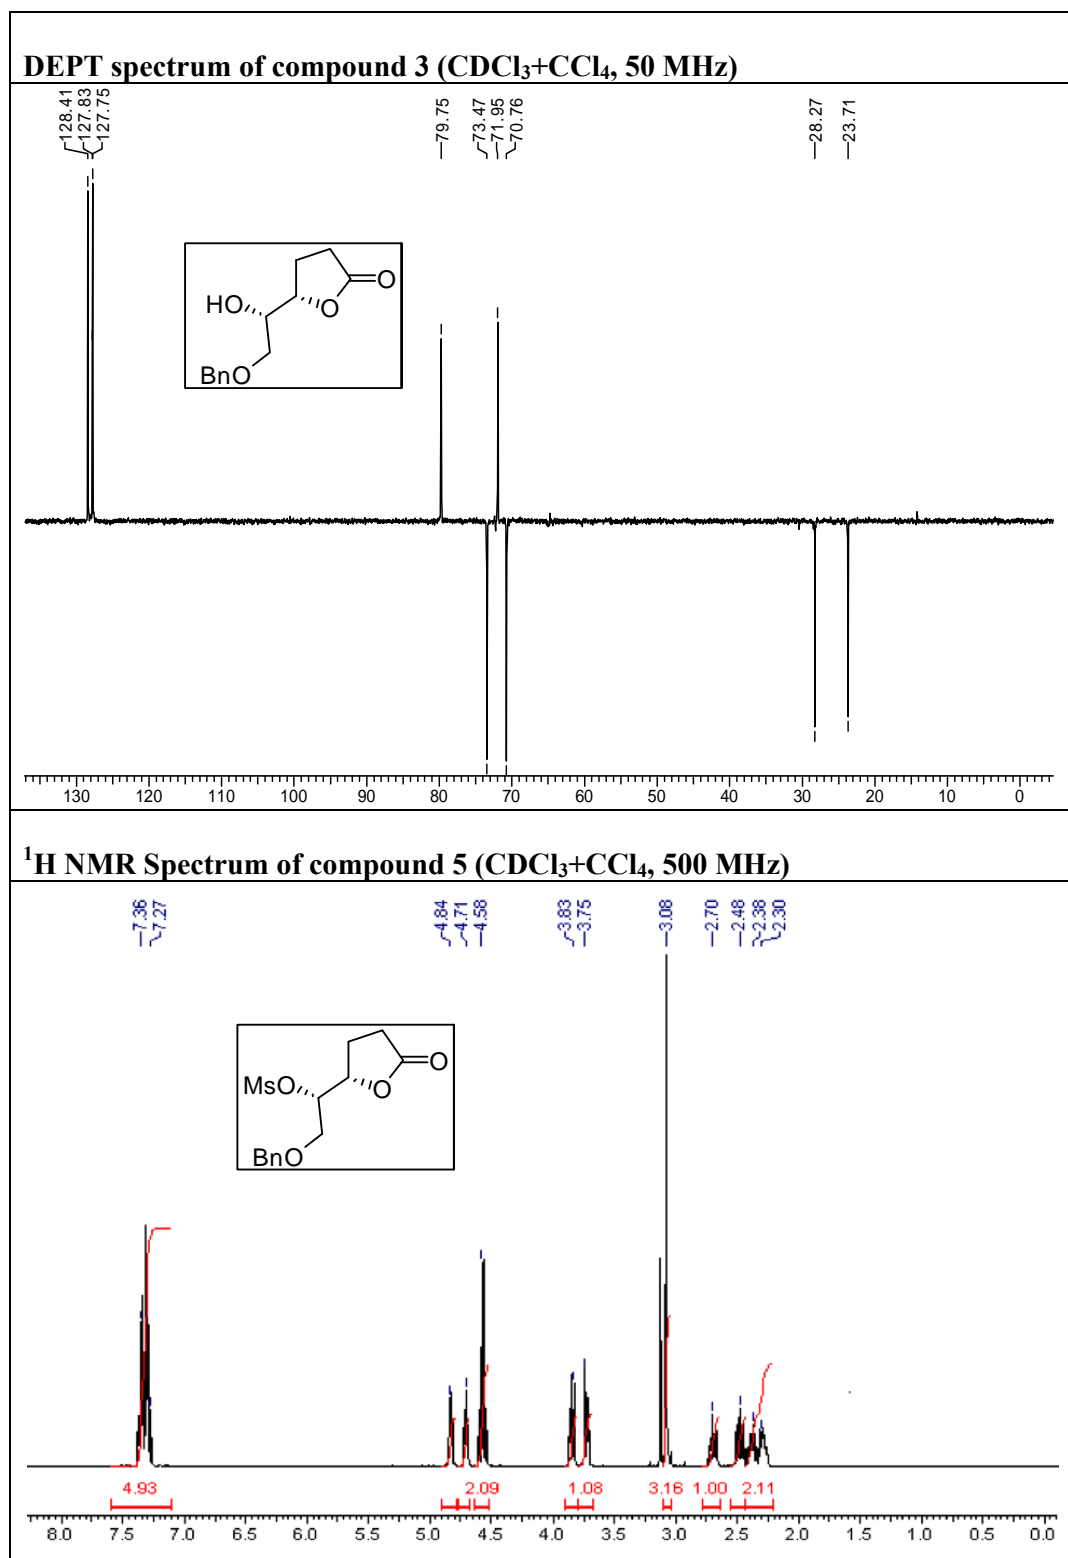 DEPT spectrum of compound 3 (CDCl₃+CCl₄, 50 MHz)
128.41
127.83
127.75
79.75
73.47
71.95
70.76
28.27
23.71
O
HO
O
BnO
130 120 110 100 90 80 70 60 50 40 30 20 10 0
¹H NMR Spectrum of compound 5 (CDCl₃+CCl₄, 500 MHz)
7.36
7.27
4.84
4.71
4.58
3.83
3.75
3.08
2.70
2.48
2.38
2.30
O
MsO
O
BnO
4.93 2.09 1.08 3.16 1.00 2.11
8.0 7.5 7.0 6.5 6.0 5.5 5.0 4.5 4.0 3.5 3.0 2.5 2.0 1.5 1.0 0.5 0.0